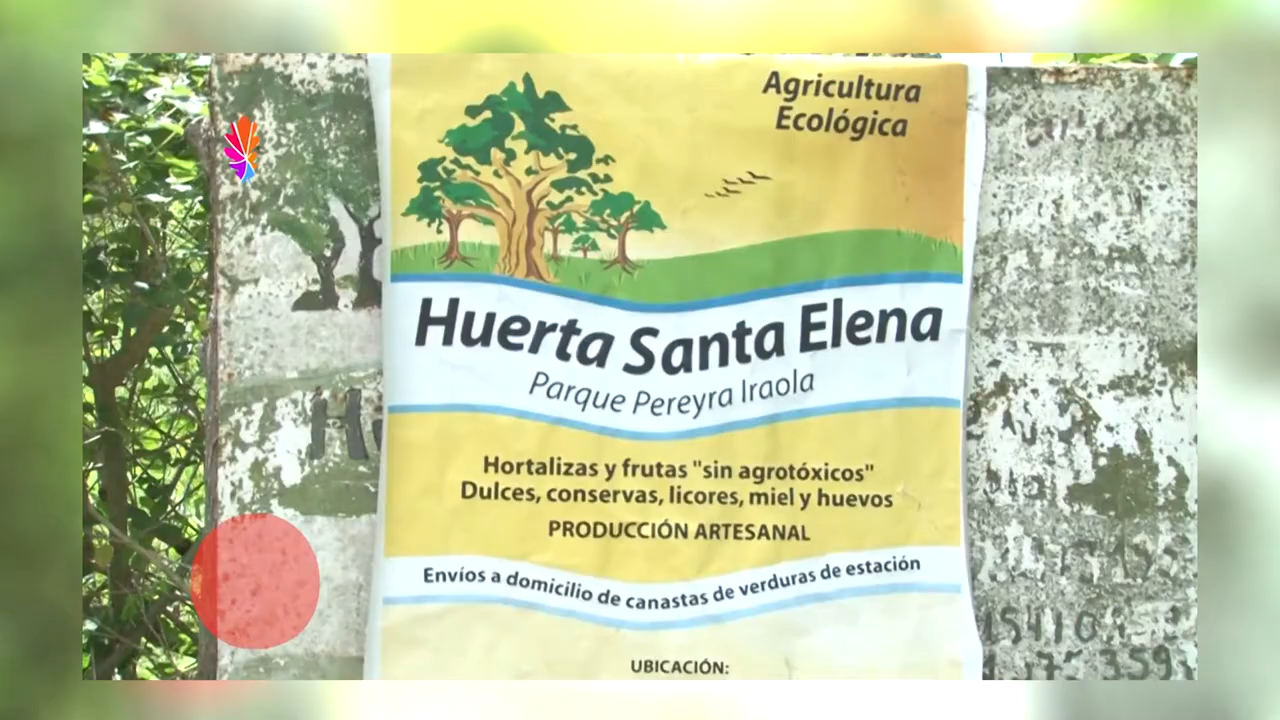 Agricultura
Ecológica
Huerta Santa Elena
Parque Pereyra Iraola
Hortalizas y frutas "sin agrotóxicos"
Dulces, conservas, licores, miel y huevos
PRODUCCIÓN ARTESANAL
Envíos a domicilio de canastas de verduras de estación
UBICACIÓN: